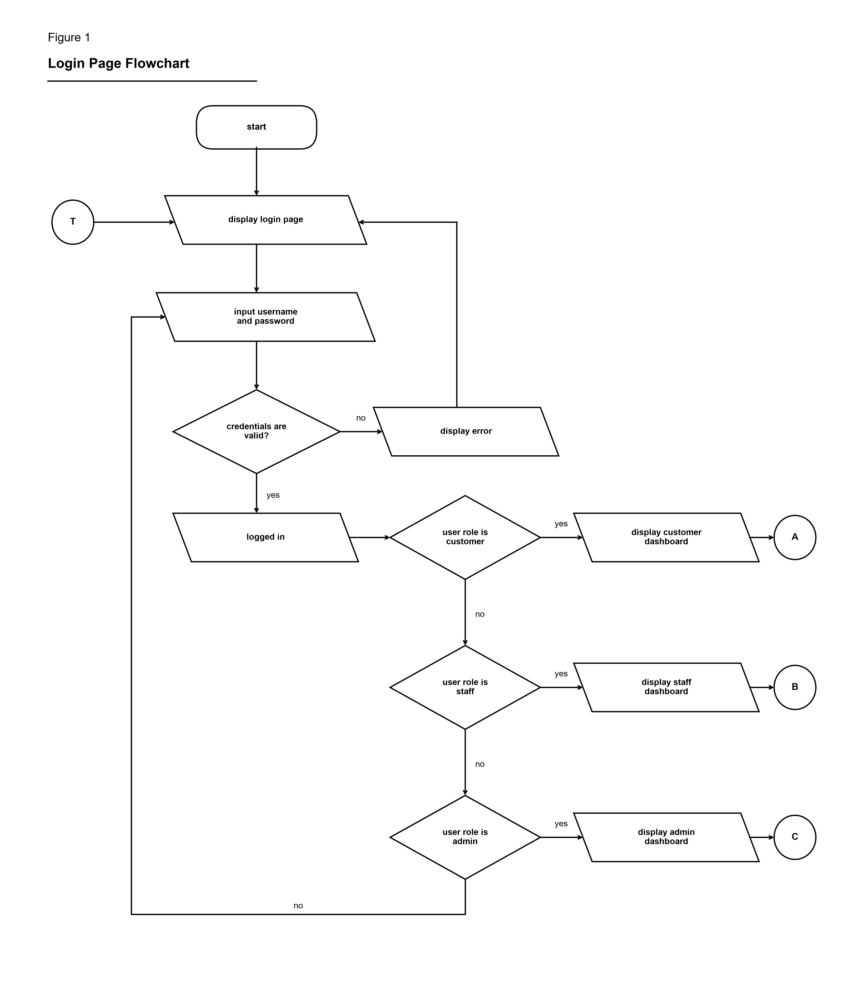 Figure 1
Login Page Flowchart
start
T
display login page
input username
and password
credentials are
valid?
no
display error
yes
logged in
user role is
customer
yes
display customer
dashboard
A
no
user role is
staff
yes
display staff
dashboard
B
no
user role is
admin
yes
display admin
dashboard
C
no